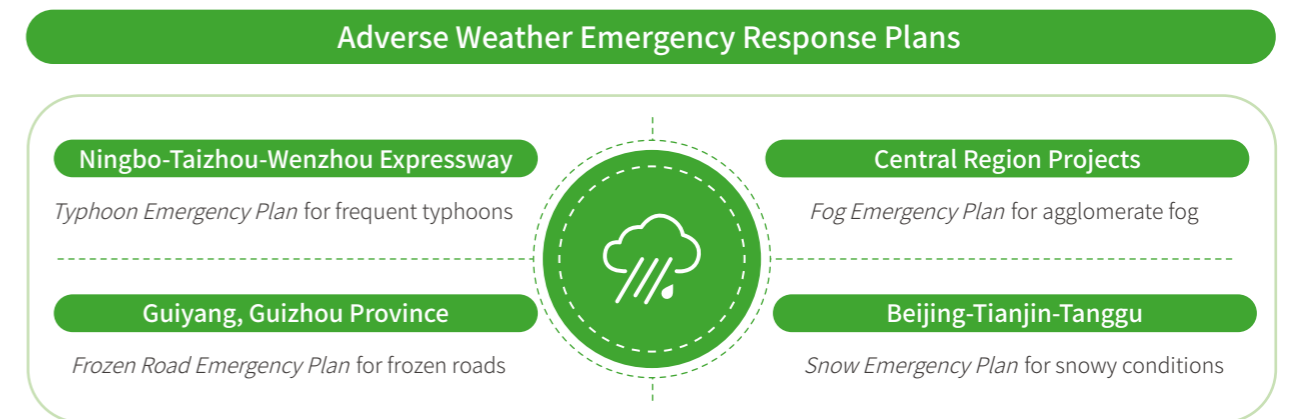 Adverse Weather Emergency Response Plans
Ningbo-Taizhou-Wenzhou Expressway
Typhoon Emergency Plan for frequent typhoons
Central Region Projects
Fog Emergency Plan for agglomerate fog
Guiyang, Guizhou Province
Frozen Road Emergency Plan for frozen roads
Beijing-Tianjin-Tanggu
Snow Emergency Plan for snowy conditions